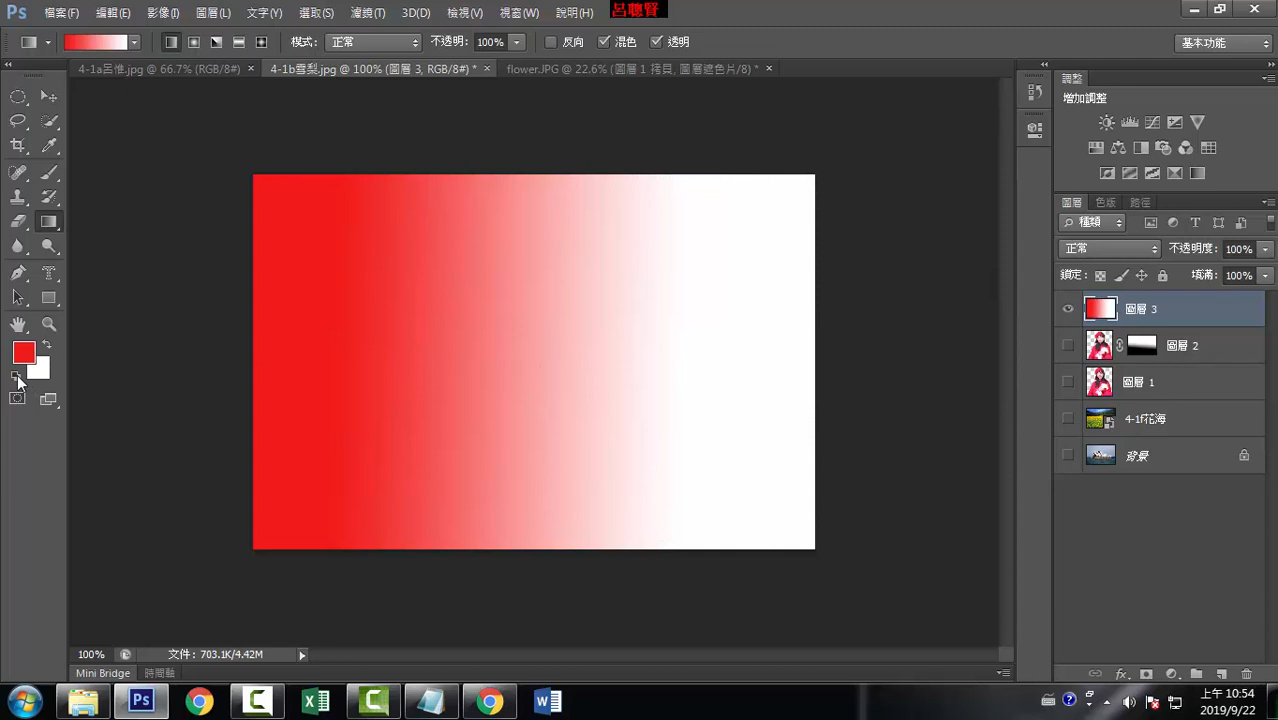 Ps 檔案(F) 編輯(E) 影像(I) 圖層(L) 文字(Y) 選取(S) 濾鏡(T) 3D(D) 檢視(V) 視窗(W) 說明(H) 呂聰賢
模式: 正常 不透明: 100% 反向 混色 透明 基本功能
4-1a呂惟.jpg @ 66.7% (RGB/8#) × 4-1b雪梨.jpg @ 100% (圖層 3, RGB/8#) * × flower.JPG @ 22.6% (圖層 1 拷貝, 圖層遮色片/8) * ×
調整
增加調整
圖層 色版 路徑
種類
正常 不透明度: 100%
鎖定: 填滿: 100%
圖層 3
圖層 2
圖層 1
4-1f花海
背景
100% 文件: 703.1K/4.42M
Mini Bridge 時間軸
上午 10:54
2019/9/22